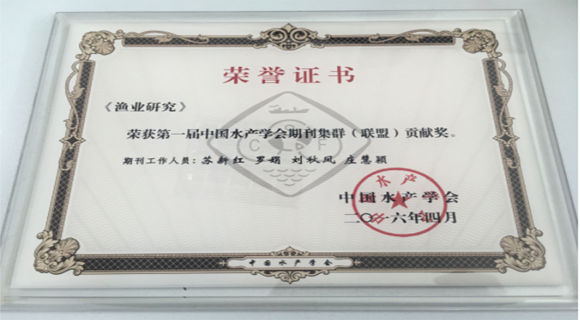 荣誉证书
《渔业研究》
荣获第一届中国水产学会期刊集群（联盟）贡献奖。
期刊工作人员：苏新红 罗娟 刘秋凤 庄慧颖
中国水产学会
二〇一六年四月
中国水产学会